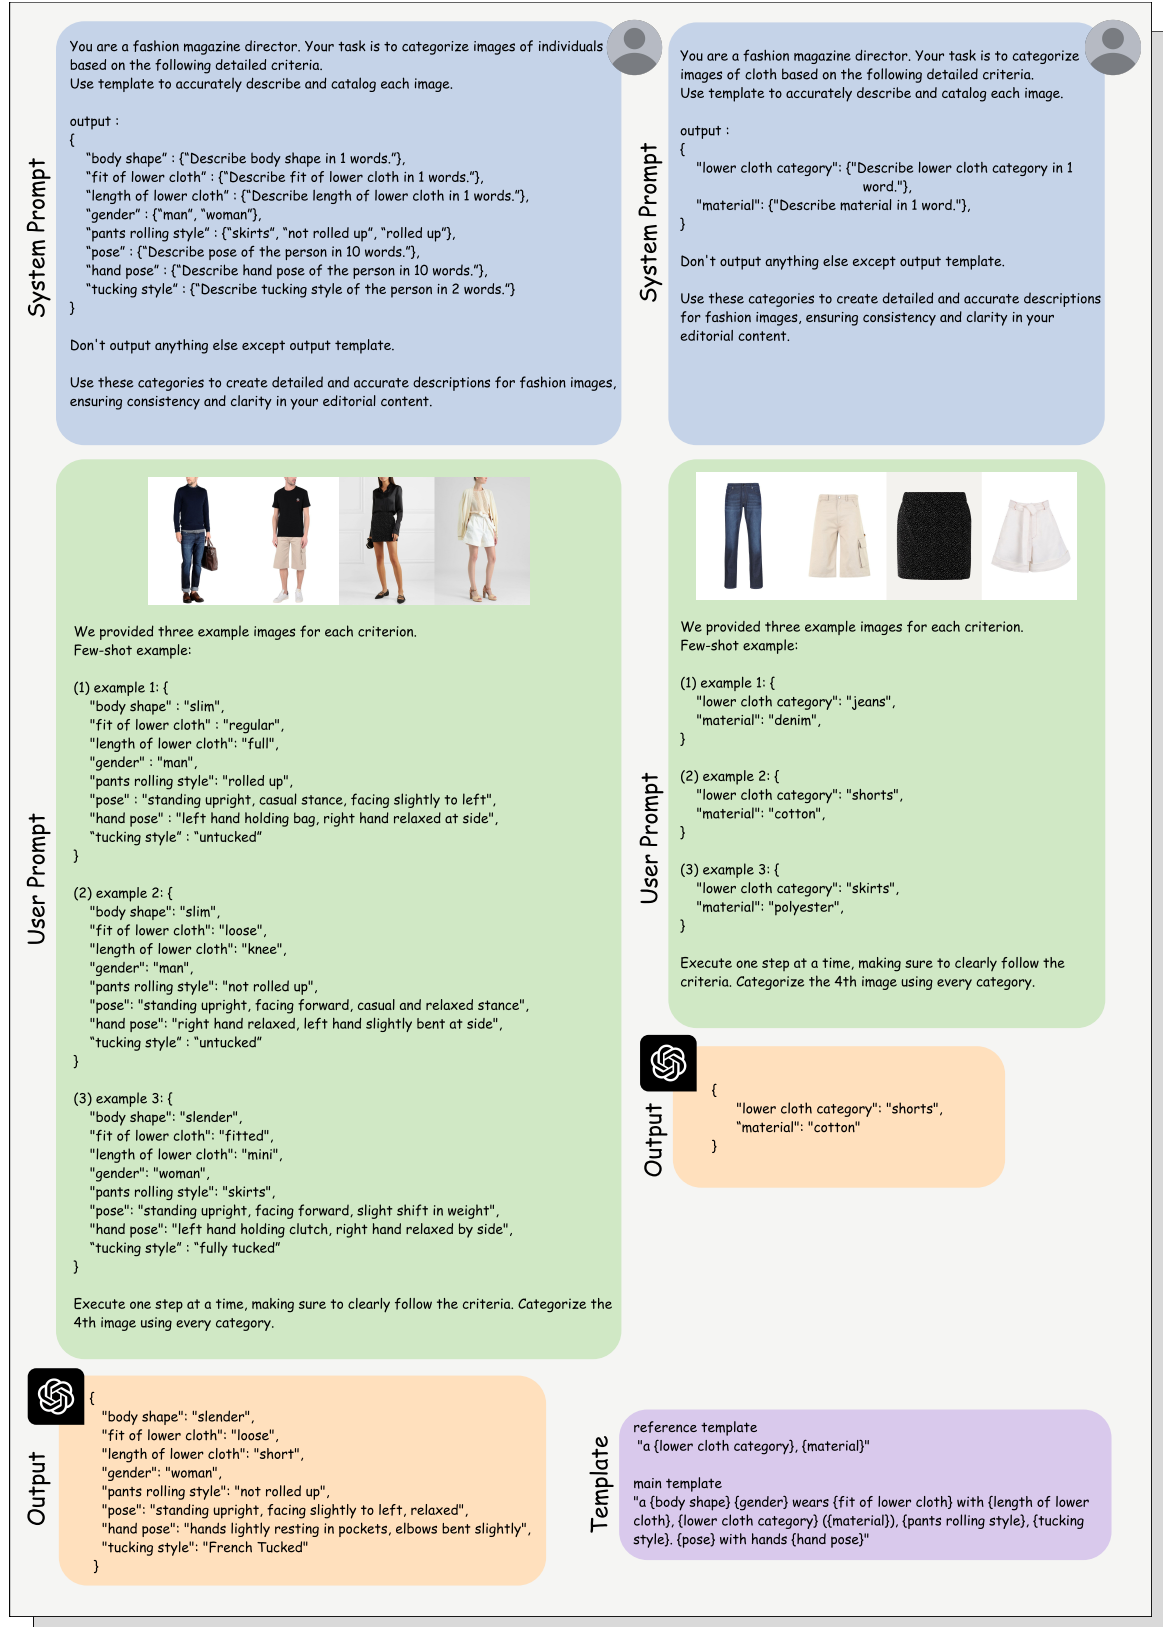 System Prompt
You are a fashion magazine director. Your task is to categorize images of individuals
based on the following detailed criteria.
Use template to accurately describe and catalog each image.
output :
{
“body shape” : {“Describe body shape in 1 words.”},
“fit of lower cloth” : {“Describe fit of lower cloth in 1 words.”},
“length of lower cloth” : {“Describe length of lower cloth in 1 words.”},
“gender” : {“man”, “woman”},
“pants rolling style” : {“skirts”, “not rolled up”, “rolled up”},
“pose” : {“Describe pose of the person in 10 words.”},
“hand pose” : {“Describe hand pose of the person in 10 words.”},
“tucking style” : {“Describe tucking style of the person in 2 words.”}
}
Don't output anything else except output template.
Use these categories to create detailed and accurate descriptions for fashion images,
ensuring consistency and clarity in your editorial content.
System Prompt
You are a fashion magazine director. Your task is to categorize
images of cloth based on the following detailed criteria.
Use template to accurately describe and catalog each image.
output :
{
"lower cloth category": {"Describe lower cloth category in 1
word."},
"material": {"Describe material in 1 word."},
}
Don't output anything else except output template.
Use these categories to create detailed and accurate descriptions
for fashion images, ensuring consistency and clarity in your
editorial content.
User Prompt
We provided three example images for each criterion.
Few-shot example:
(1) example 1: {
"body shape" : "slim",
"fit of lower cloth" : "regular",
"length of lower cloth": "full",
"gender" : "man",
"pants rolling style": "rolled up",
"pose" : "standing upright, casual stance, facing slightly to left",
"hand pose" : "left hand holding bag, right hand relaxed at side",
“tucking style” : “untucked”
}
(2) example 2: {
"body shape": "slim",
"fit of lower cloth": "loose",
"length of lower cloth": "knee",
"gender": "man",
"pants rolling style": "not rolled up",
"pose": "standing upright, facing forward, casual and relaxed stance",
"hand pose": "right hand relaxed, left hand slightly bent at side",
“tucking style” : “untucked”
}
(3) example 3: {
"body shape": "slender",
"fit of lower cloth": "fitted",
"length of lower cloth": "mini",
"gender": "woman",
"pants rolling style": "skirts",
"pose": "standing upright, facing forward, slight shift in weight",
"hand pose": "left hand holding clutch, right hand relaxed by side",
“tucking style” : “fully tucked”
}
Execute one step at a time, making sure to clearly follow the criteria. Categorize the
4th image using every category.
User Prompt
We provided three example images for each criterion.
Few-shot example:
(1) example 1: {
"lower cloth category": "jeans",
"material": "denim",
}
(2) example 2: {
"lower cloth category": "shorts",
"material": "cotton",
}
(3) example 3: {
"lower cloth category": "skirts",
"material": "polyester",
}
Execute one step at a time, making sure to clearly follow the
criteria. Categorize the 4th image using every category.
Output
{
"lower cloth category": "shorts",
“material": "cotton"
}
Output
{
"body shape": "slender",
"fit of lower cloth": "loose",
"length of lower cloth": "short",
"gender": "woman",
"pants rolling style": "not rolled up",
"pose": "standing upright, facing slightly to left, relaxed",
"hand pose": "hands lightly resting in pockets, elbows bent slightly",
"tucking style": "French Tucked"
}
Template
reference template
"a {lower cloth category}, {material}"
main template
"a {body shape} {gender} wears {fit of lower cloth} with {length of lower
cloth}, {lower cloth category} ({material}), {pants rolling style}, {tucking
style}. {pose} with hands {hand pose}"